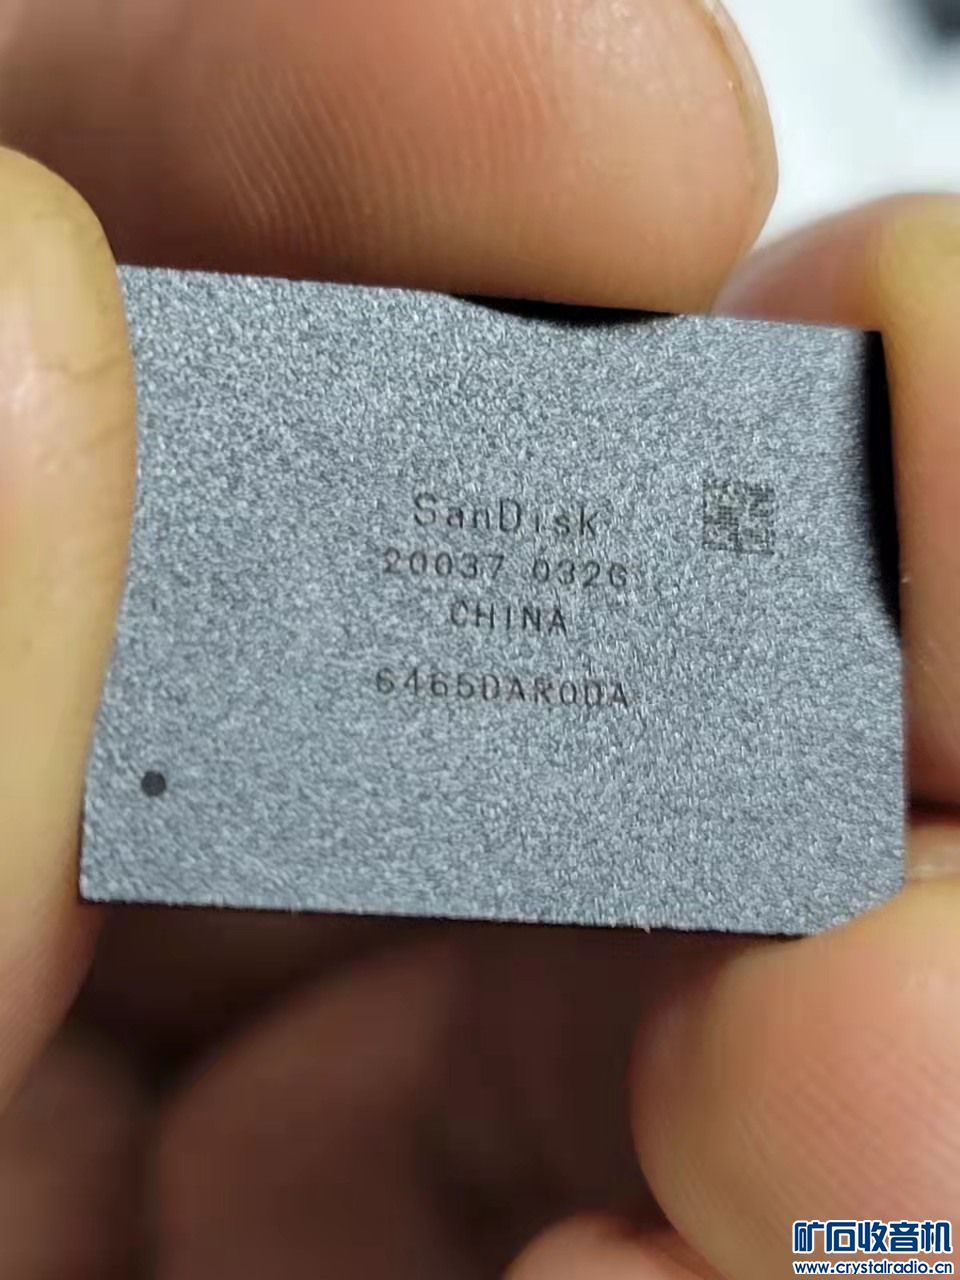 SanDisk
20037 032G
CHINA
6465DAR0DA
矿石收音机
www.crystalradio.cn